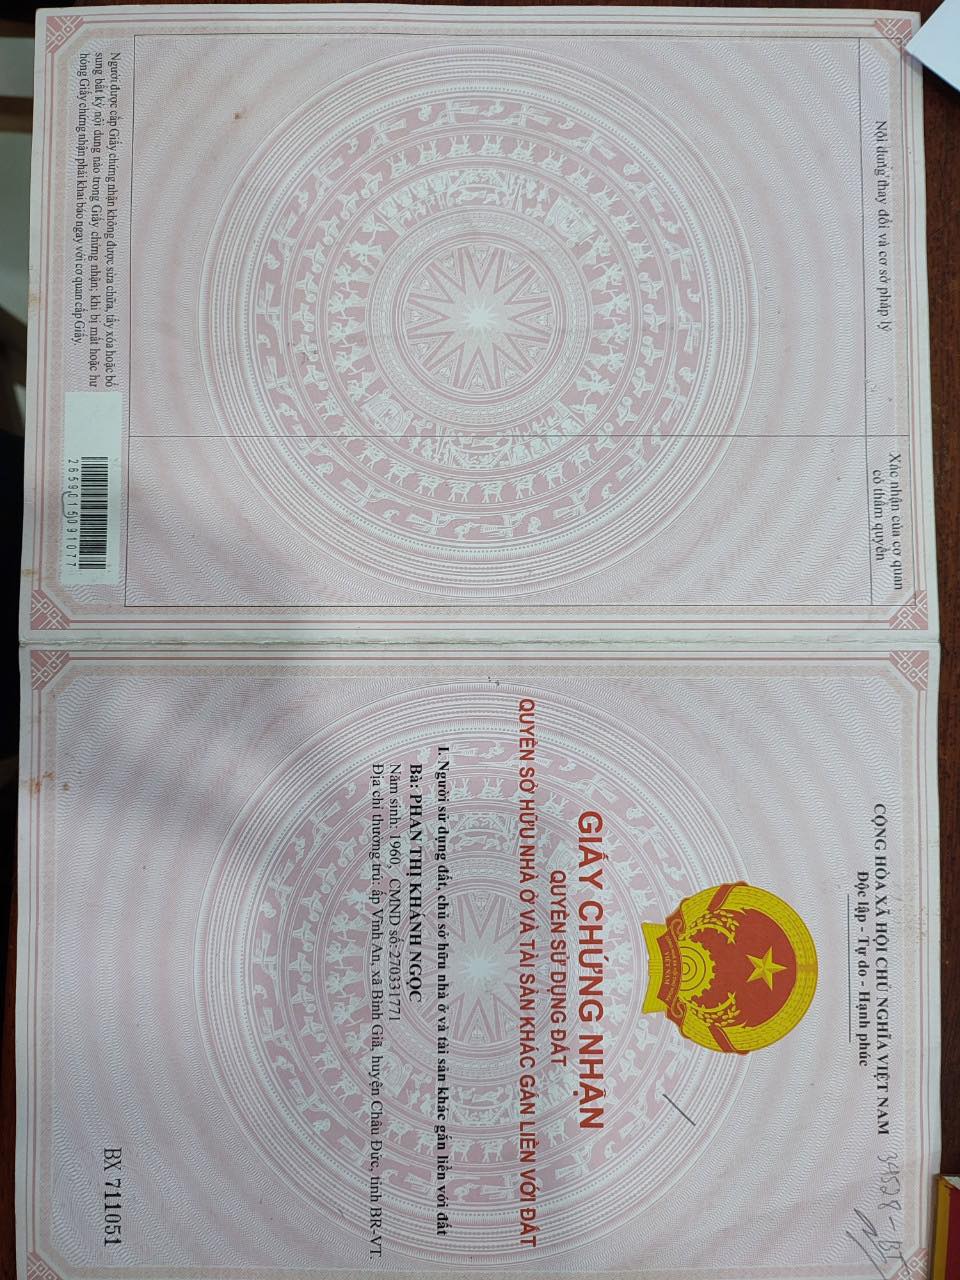 Nội dung thay đổi và cơ sở pháp lý
Xác nhận của cơ quan
có thẩm quyền
Người được cấp Giấy chứng nhận không được sửa chữa, tẩy xóa hoặc bổ
sung bất kỳ nội dung nào trong Giấy chứng nhận; khi bị mất hoặc hư
hỏng Giấy chứng nhận phải khai báo ngay với cơ quan cấp Giấy.
2659015091077
CỘNG HÒA XÃ HỘI CHỦ NGHĨA VIỆT NAM
Độc lập - Tự do - Hạnh phúc
34528-BT
CỘNG HÒA XÃ HỘI CHỦ NGHĨA
VIỆT NAM
GIẤY CHỨNG NHẬN
QUYỀN SỬ DỤNG ĐẤT
QUYỀN SỞ HỮU NHÀ Ở VÀ TÀI SẢN KHÁC GẮN LIỀN VỚI ĐẤT
I. Người sử dụng đất, chủ sở hữu nhà ở và tài sản khác gắn liền với đất
Bà: PHAN THỊ KHÁNH NGỌC
Năm sinh: 1960, CMND số: 270331771
Địa chỉ thường trú: ấp Vĩnh An, xã Bình Giã, huyện Châu Đức, tỉnh BR-VT.
BX 711051